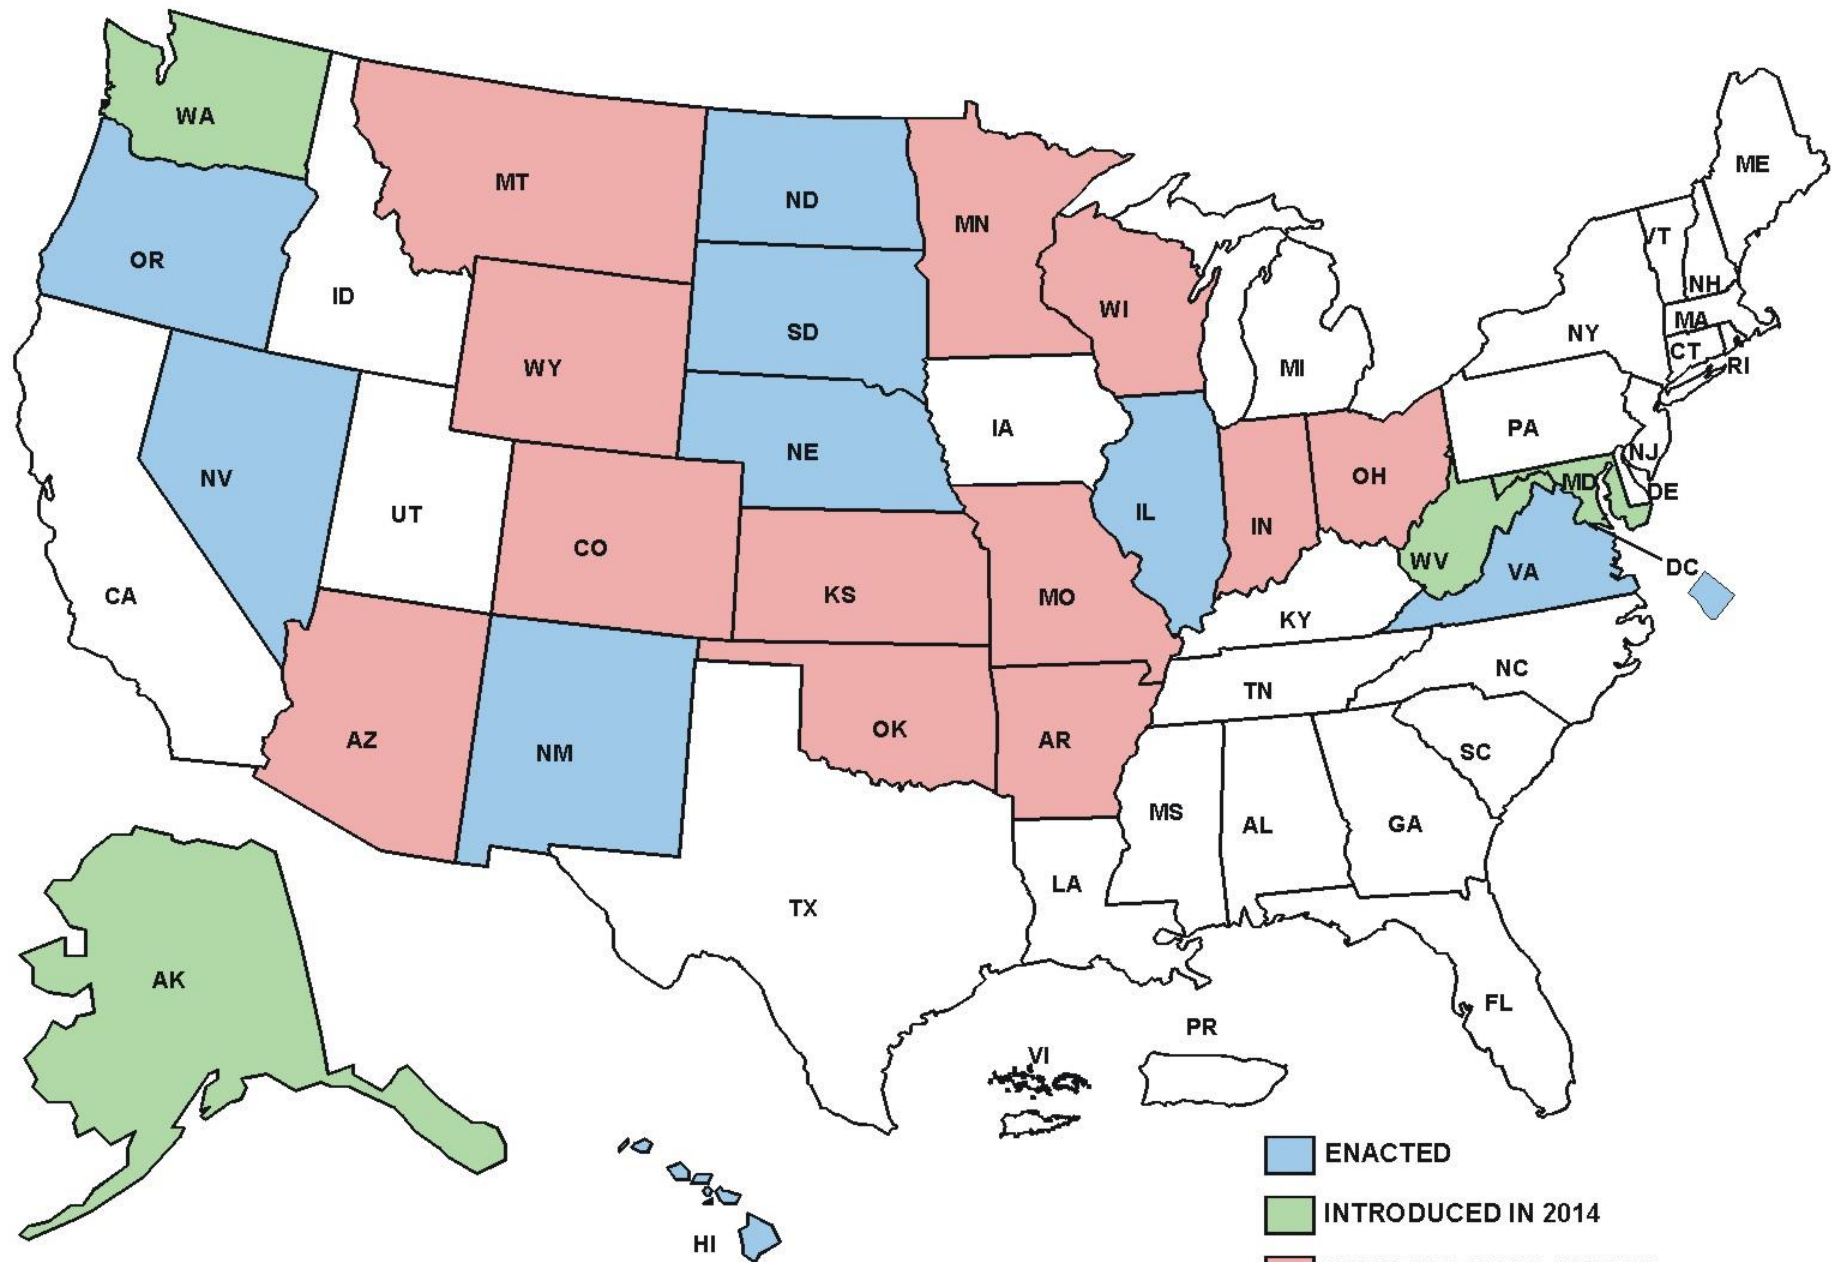 WA
MT
ND
MN
ME
OR
ID
SD
WI
MI
VT
NH
NY
MA
CT
RI
WY
NE
IA
PA
NJ
NV
UT
CO
KS
MO
IL
IN
OH
WV
MD
DE
DC
VA
CA
KY
TN
NC
AZ
NM
OK
AR
SC
MS
AL
GA
LA
TX
FL
AK
HI
VI
PR
ENACTED
INTRODUCED IN 2014